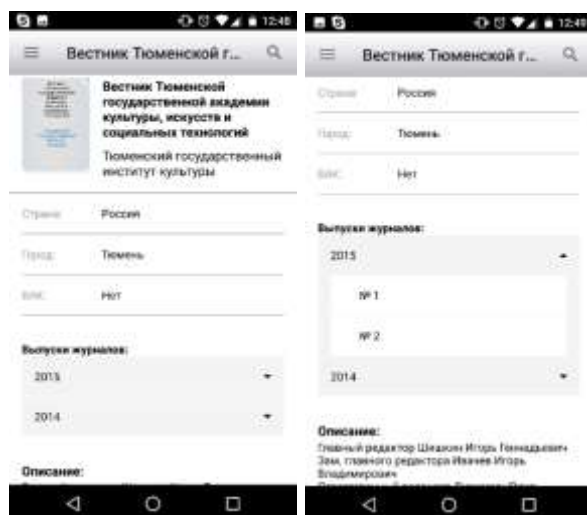 12:48
Вестник Тюменской г...
Вестник Тюменской
государственной академии
культуры, искусств и
социальных технологий
Тюменский государственный
институт культуры
Страна: Россия
Город: Тюмень
ВАК: Нет
Выпуски журналов:
2015
2014
Описание:
12:49
Вестник Тюменской г...
Страна: Россия
Город: Тюмень
ВАК: Нет
Выпуски журналов:
2015
№ 1
№ 2
2014
Описание:
Главный редактор Шишкин Игорь Геннадьевич
Зам. главного редактора Ивачев Игорь
Владимирович